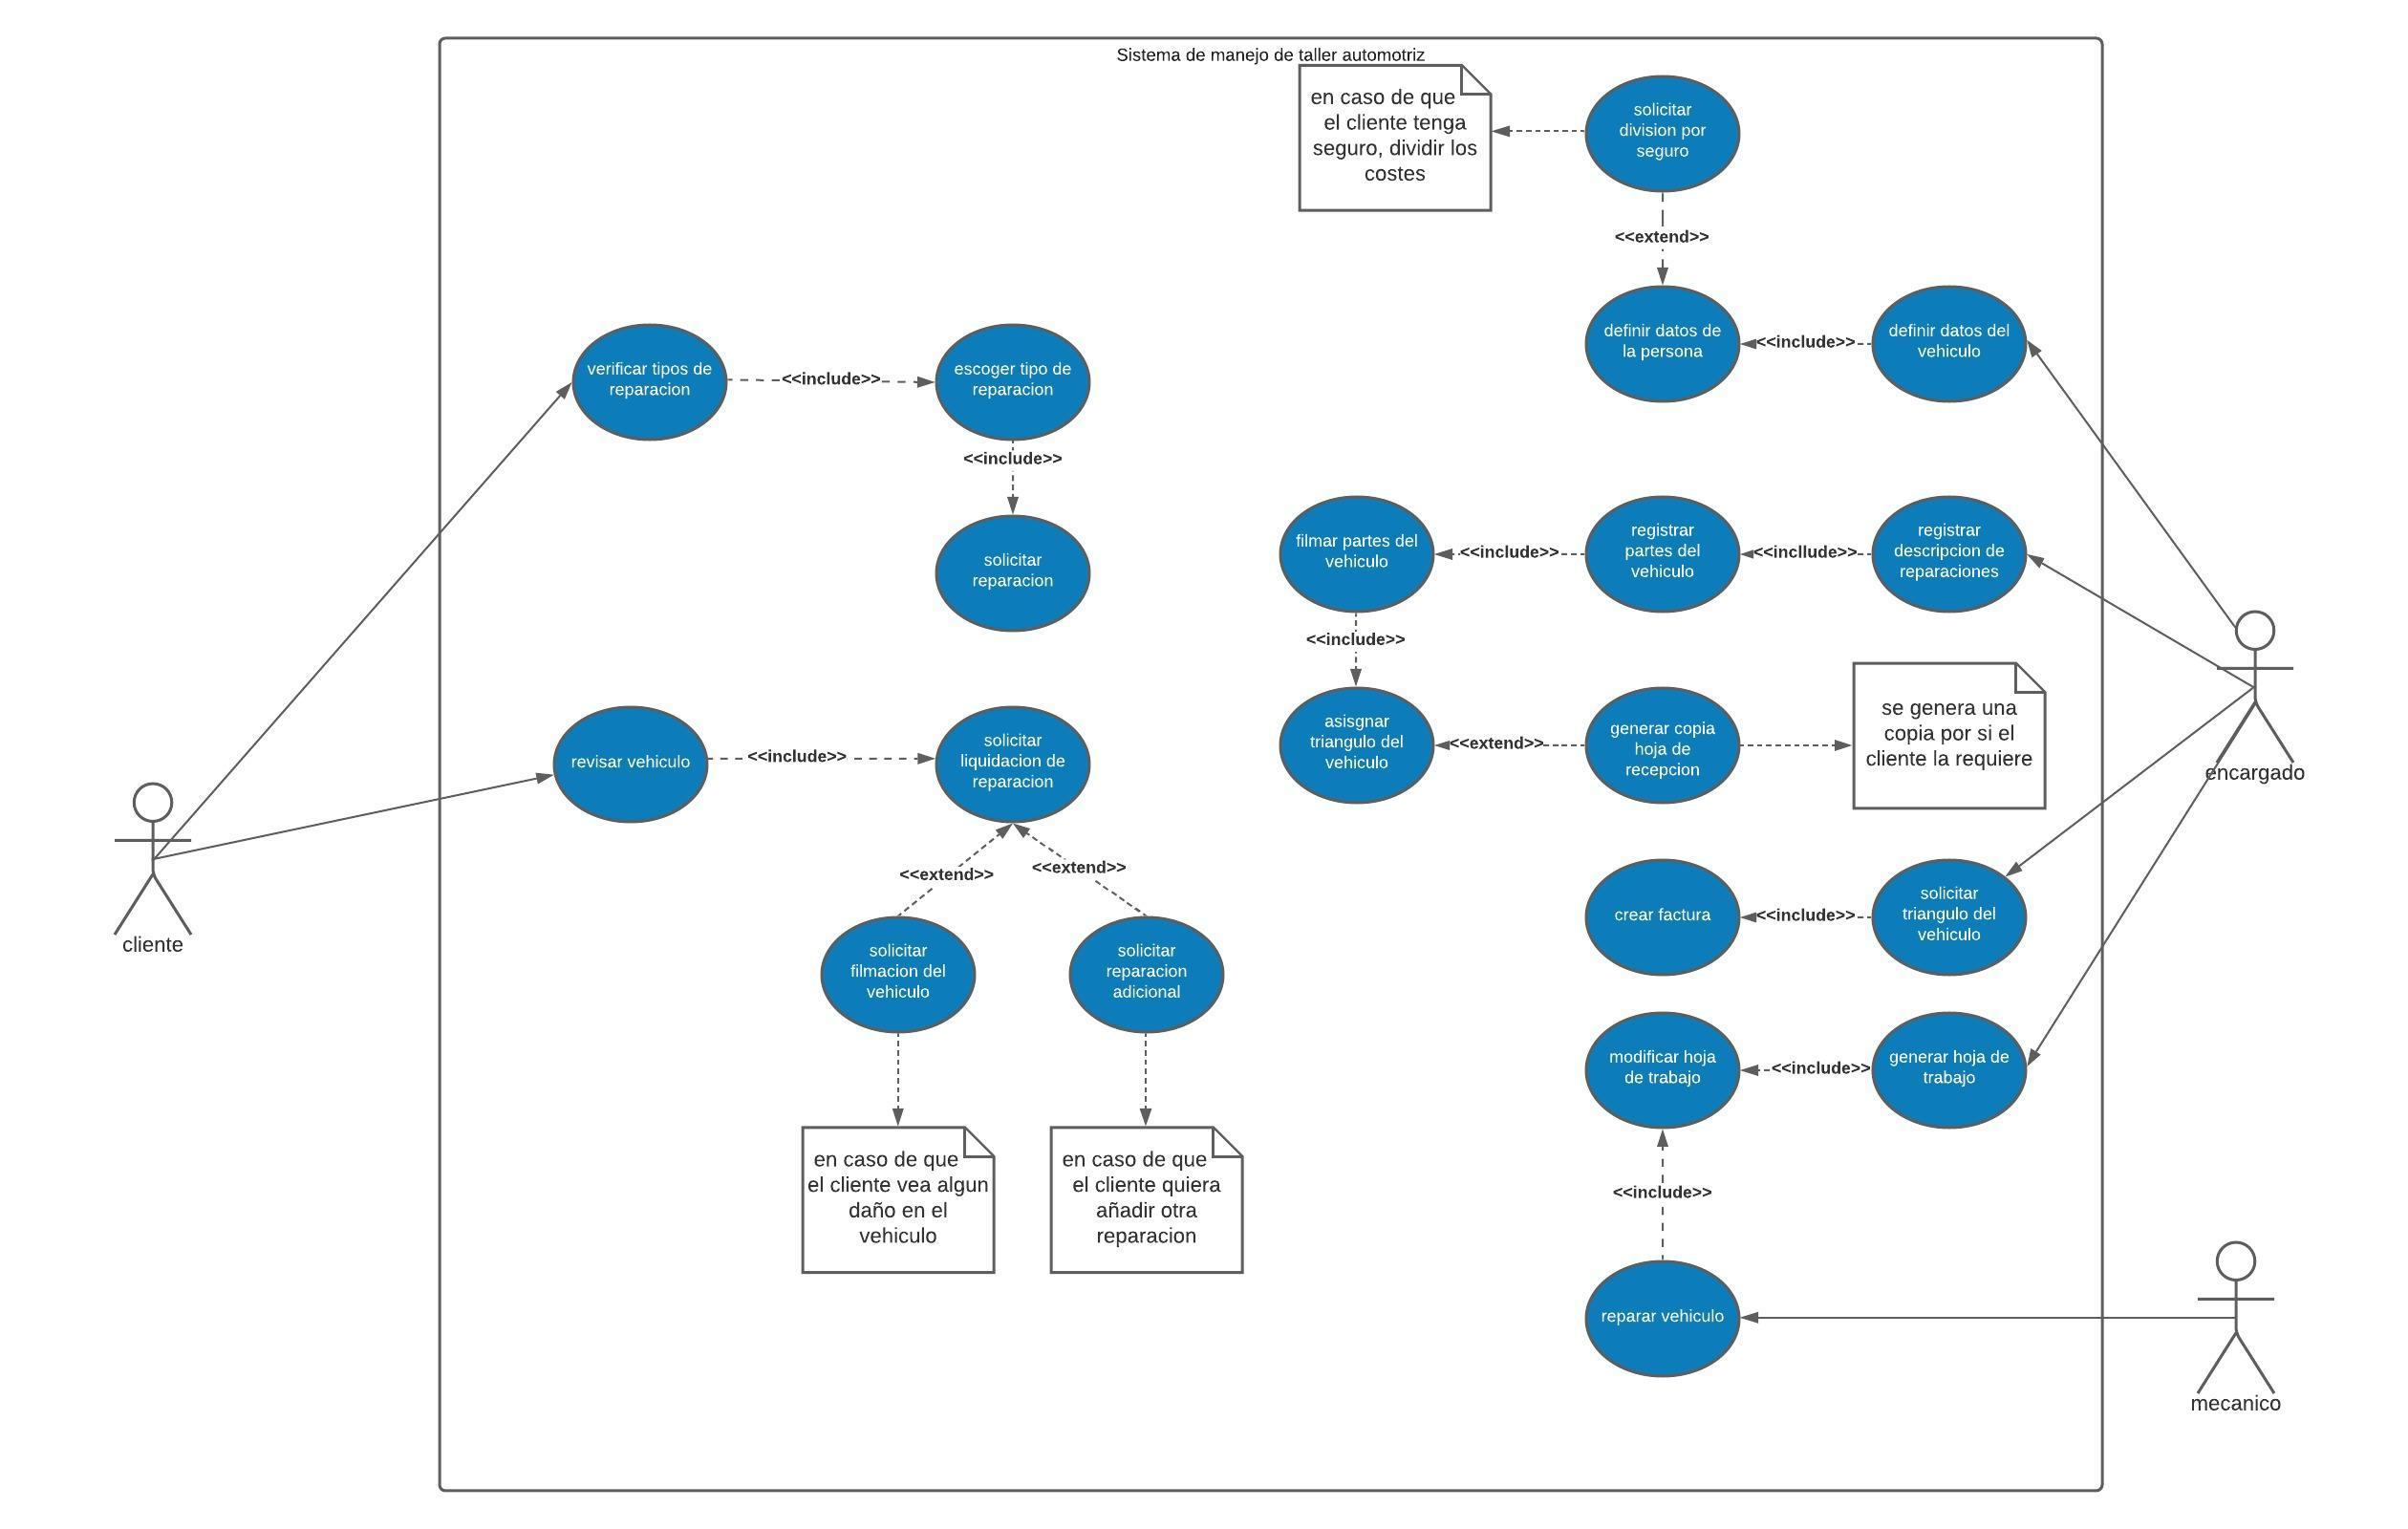 Sistema de manejo de taller automotriz
en caso de que
el cliente tenga
seguro, dividir los
costes
solicitar
division por
seguro
<<extend>>
definir datos de
la persona
<<include>>
definir datos del
vehiculo
verificar tipos de
reparacion
<<include>>
escoger tipo de
reparacion
<<include>>
solicitar
reparacion
filmar partes del
vehiculo
<<include>>
registrar
partes del
vehiculo
<<incllude>>
registrar
descripcion de
reparaciones
<<include>>
asisgnar
triangulo del
vehiculo
<<extend>>
generar copia
hoja de
recepcion
se genera una
copia por si el
cliente la requiere
encargado
revisar vehiculo
<<include>>
solicitar
liquidacion de
reparacion
<<extend>>
<<extend>>
cliente
solicitar
filmacion del
vehiculo
solicitar
reparacion
adicional
crear factura
<<include>>
solicitar
triangulo del
vehiculo
modificar hoja
de trabajo
<<include>>
generar hoja de
trabajo
en caso de que
el cliente vea algun
daño en el
vehiculo
en caso de que
el cliente quiera
añadir otra
reparacion
<<include>>
reparar vehiculo
mecanico